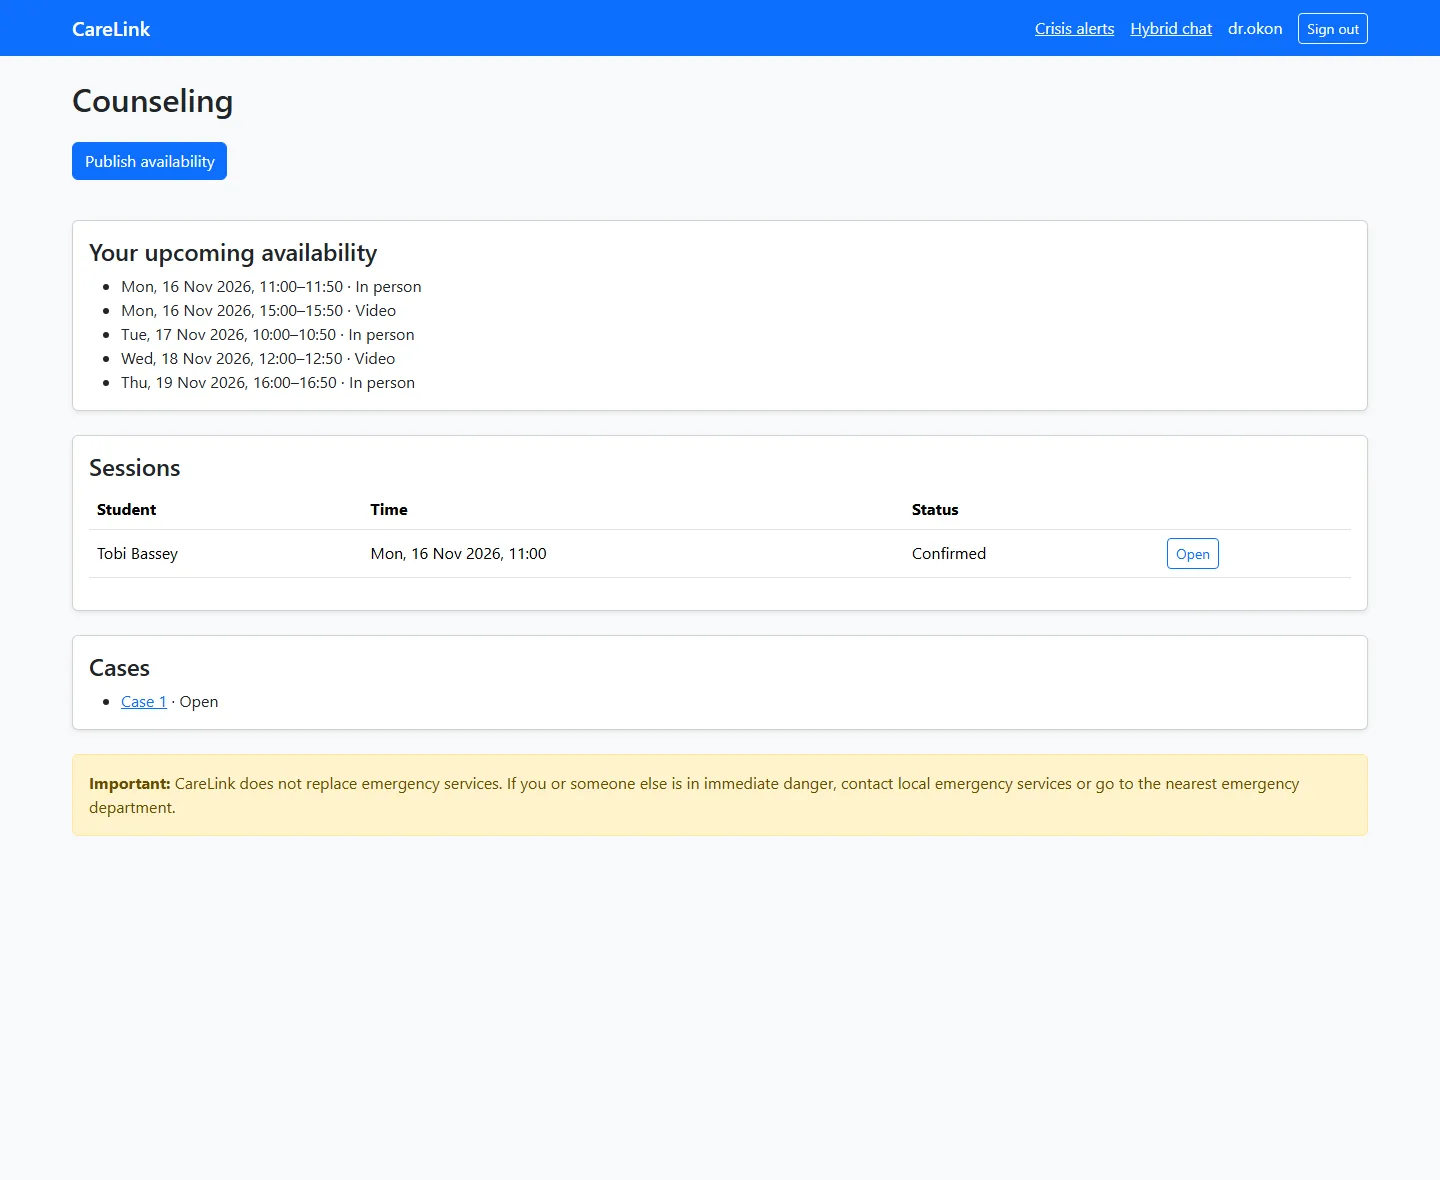 CareLink
Crisis alerts
Hybrid chat
dr.okon
Sign out
Counseling
Publish availability
Your upcoming availability
Mon, 16 Nov 2026, 11:00–11:50 · In person
Mon, 16 Nov 2026, 15:00–15:50 · Video
Tue, 17 Nov 2026, 10:00–10:50 · In person
Wed, 18 Nov 2026, 12:00–12:50 · Video
Thu, 19 Nov 2026, 16:00–16:50 · In person
Sessions
Student Time Status
Tobi Bassey Mon, 16 Nov 2026, 11:00 Confirmed Open
Cases
Case 1 · Open
Important: CareLink does not replace emergency services. If you or someone else is in immediate danger, contact local emergency services or go to the nearest emergency
department.